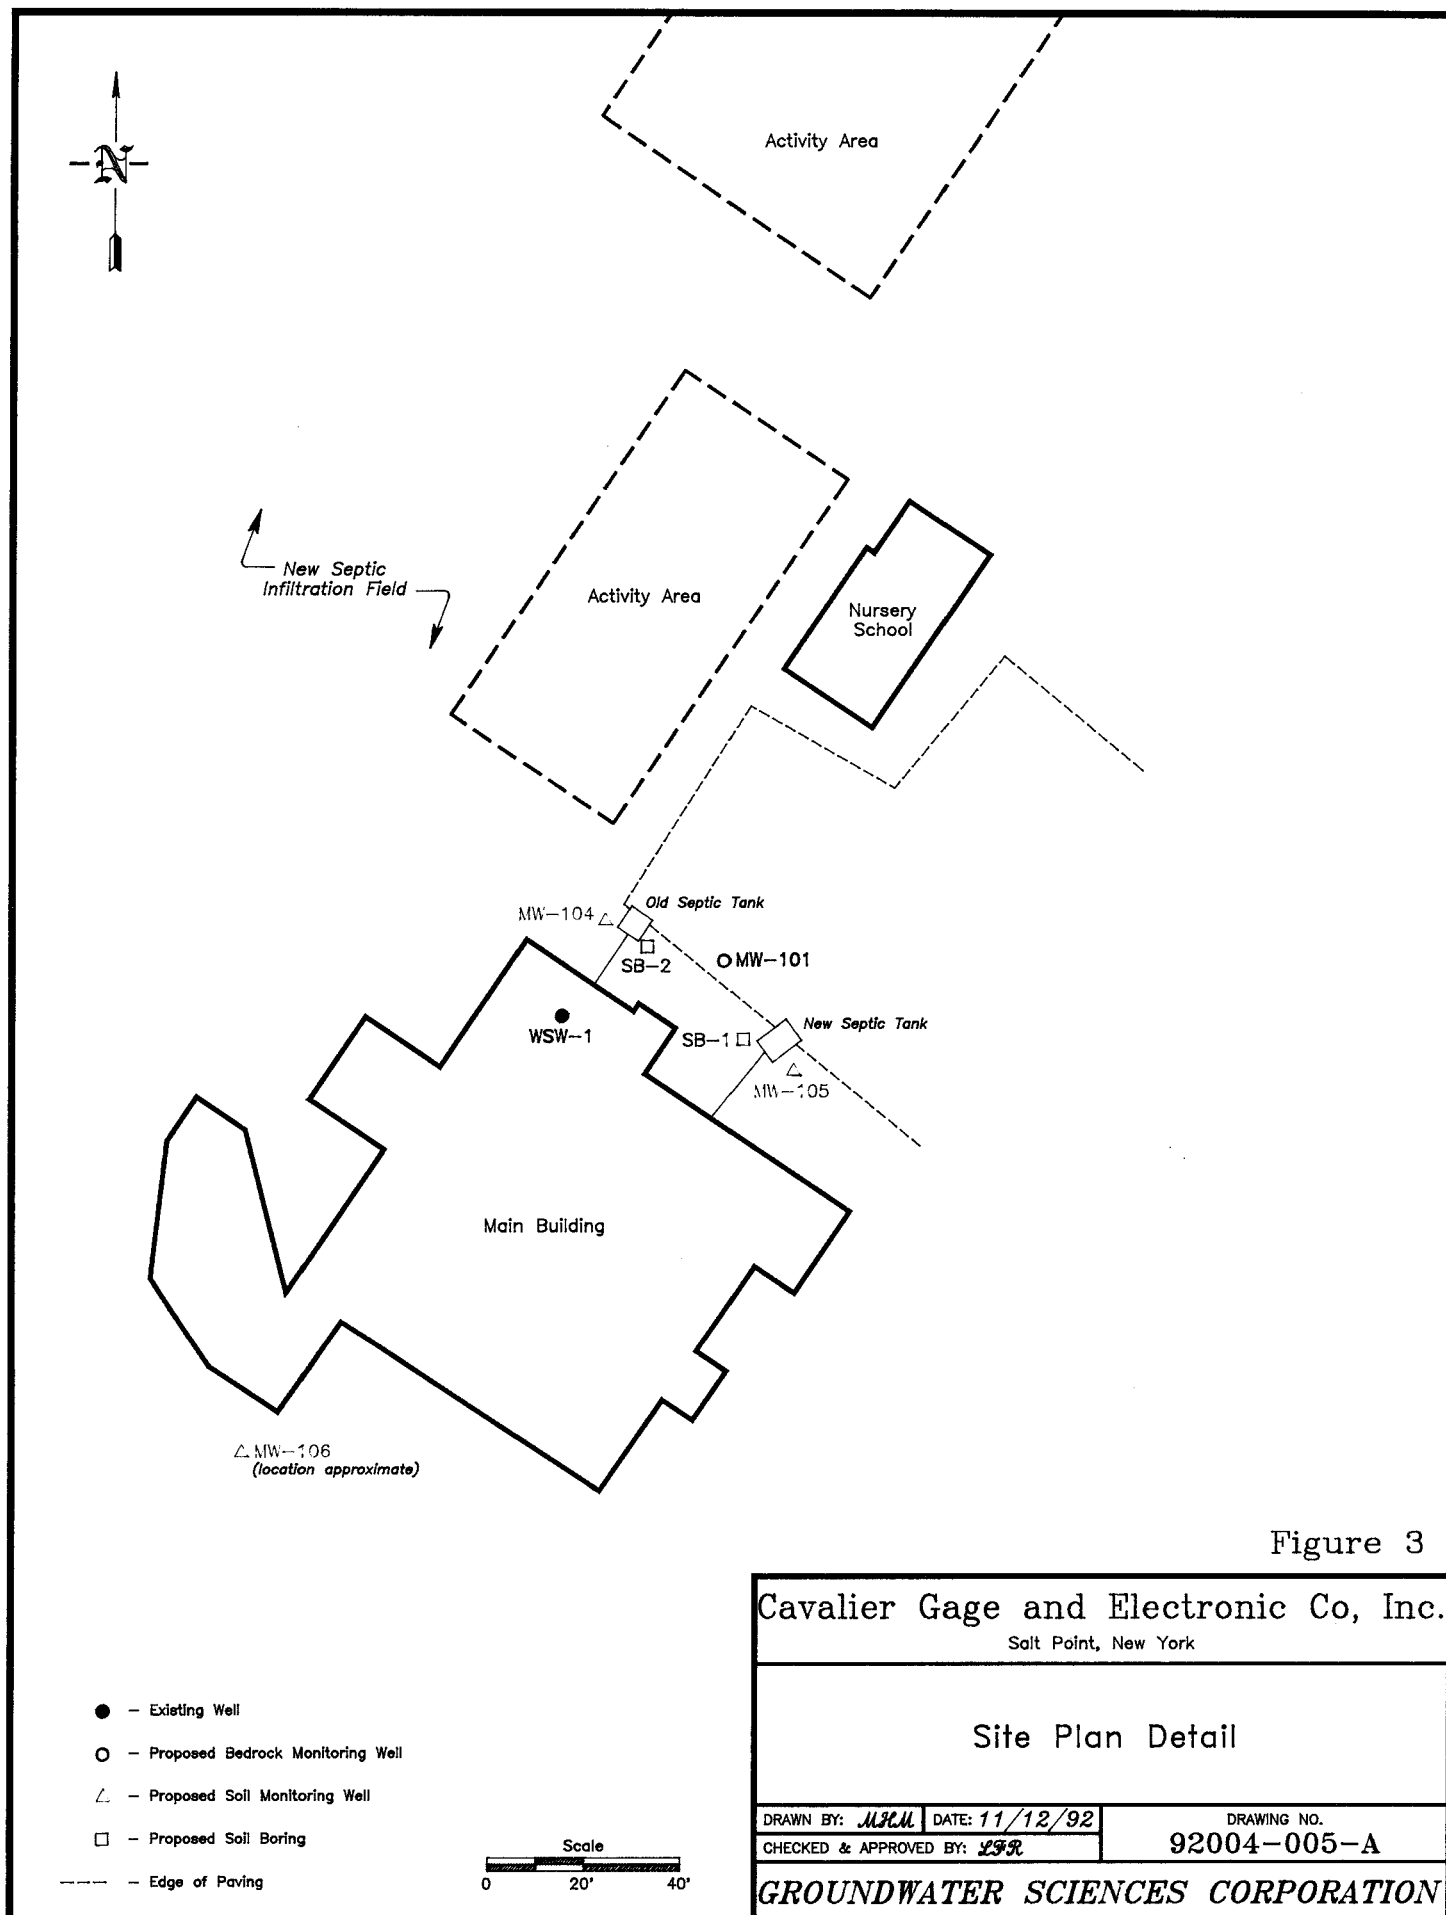 Activity Area
N
New Septic
Infiltration Field
Activity Area
Nursery
School
Old Septic Tank
MW-104
SB-2
MW-101
WSW-1
New Septic Tank
SB-1
MW-105
Main Building
MW-106
(location approximate)
Figure 3
Cavalier Gage and Electronic Co, Inc.
Salt Point, New York
Site Plan Detail
DRAWN BY: MHM DATE: 11/12/92 DRAWING NO.
CHECKED & APPROVED BY: LFR 92004-005-A
GROUNDWATER SCIENCES CORPORATION
- Existing Well
- Proposed Bedrock Monitoring Well
- Proposed Soil Monitoring Well
- Proposed Soil Boring
- Edge of Paving
Scale
0 20' 40'